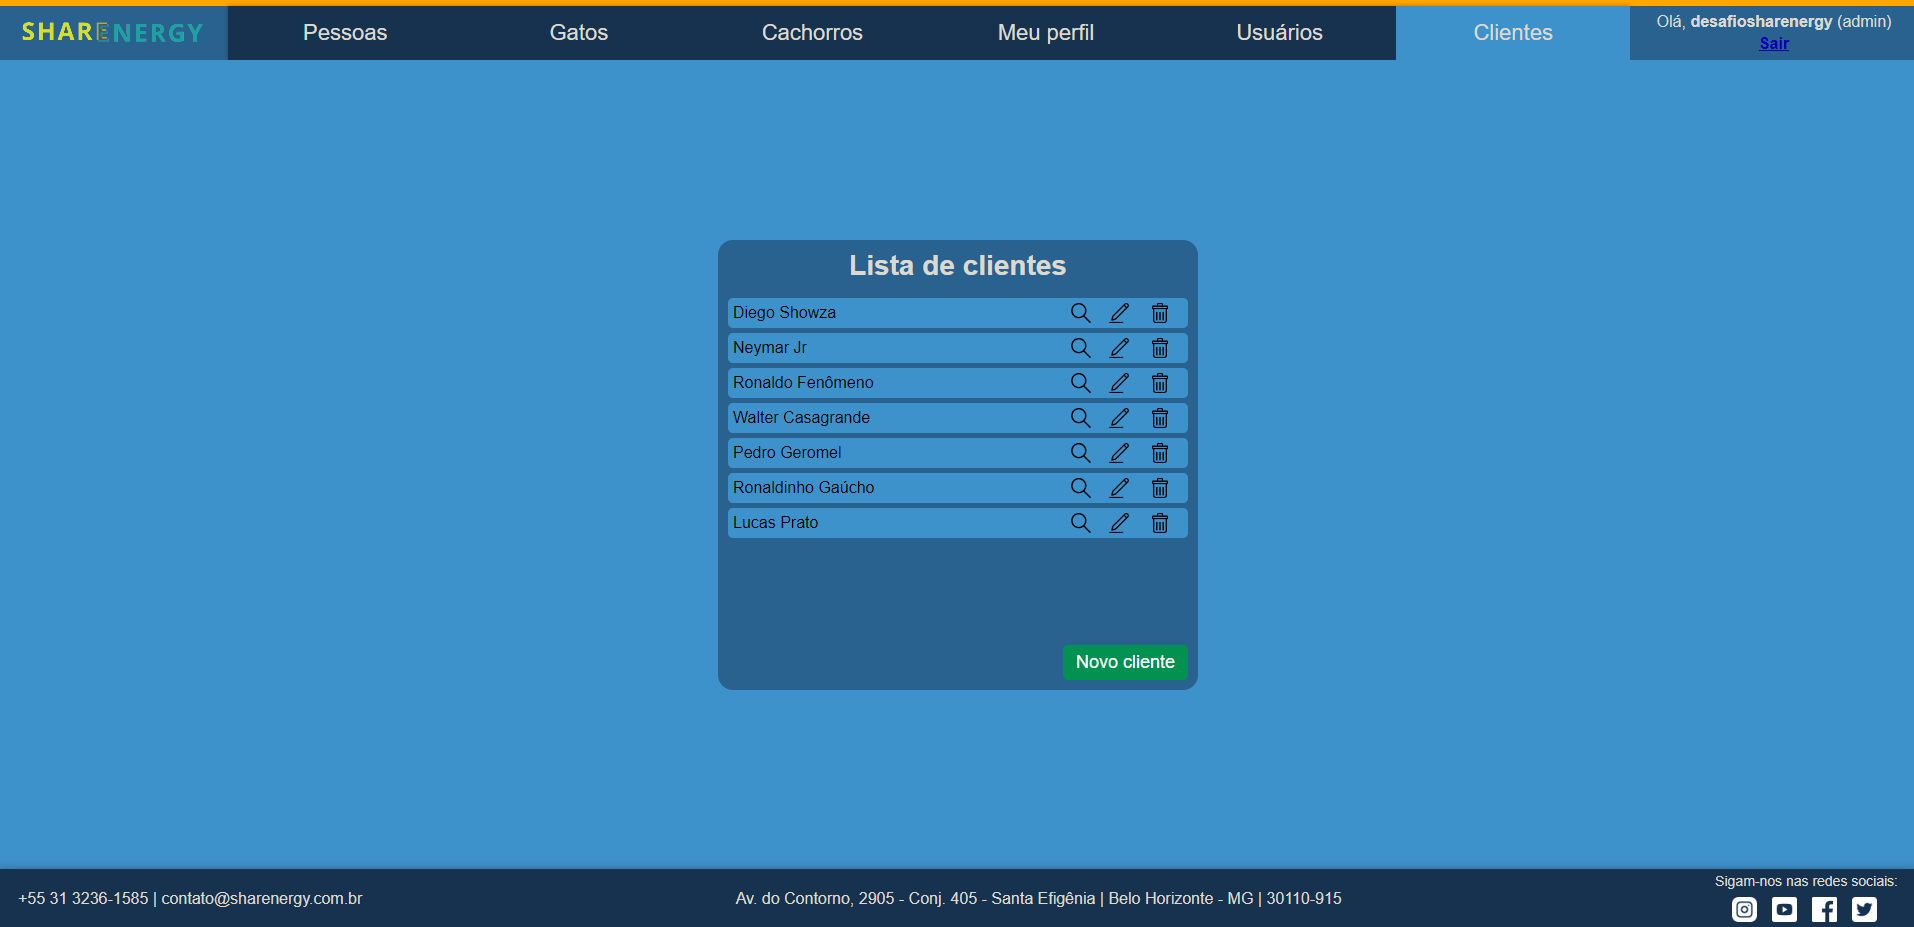 SHARENERGY
Pessoas
Gatos
Cachorros
Meu perfil
Usuários
Clientes
Olá, desafiosharenergy (admin)
Sair
Lista de clientes
Diego Showza
Neymar Jr
Ronaldo Fenômeno
Walter Casagrande
Pedro Geromel
Ronaldinho Gaúcho
Lucas Prato
Novo cliente
+55 31 3236-1585 | contato@sharenergy.com.br
Av. do Contorno, 2905 - Conj. 405 - Santa Efigênia | Belo Horizonte - MG | 30110-915
Sigam-nos nas redes sociais: